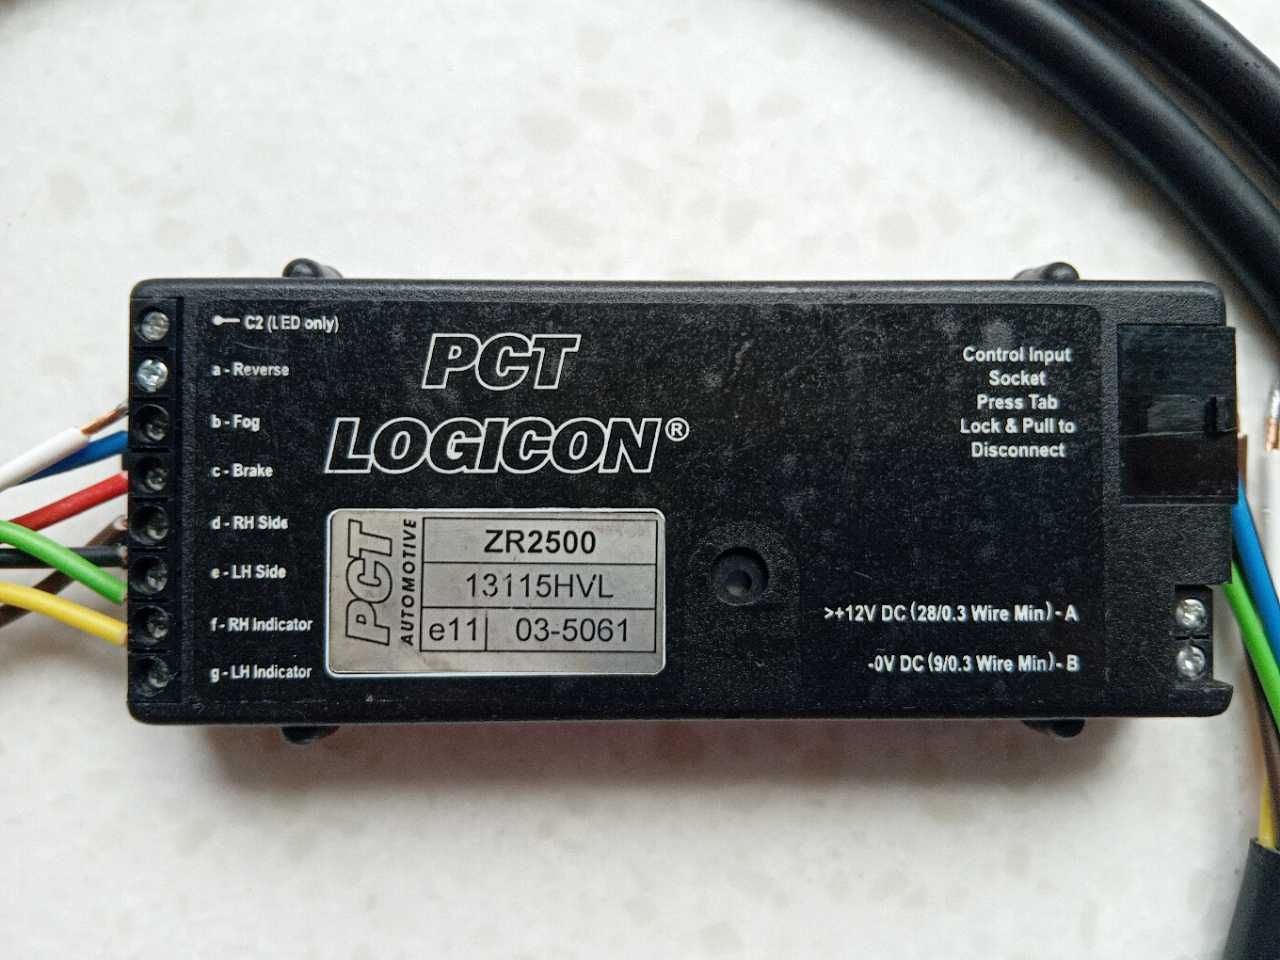 C2 (LED only)
a - Reverse
b - Fog
c - Brake
d - RH Side
e - LH Side
f - RH Indicator
g - LH Indicator
PCT
LOGICON®
PCT
AUTOMOTIVE
ZR2500
13115HVL
e11 03-5061
Control Input
Socket
Press Tab
Lock & Pull to
Disconnect
>+12V DC (28/0.3 Wire Min) - A
-0V DC (9/0.3 Wire Min) - B